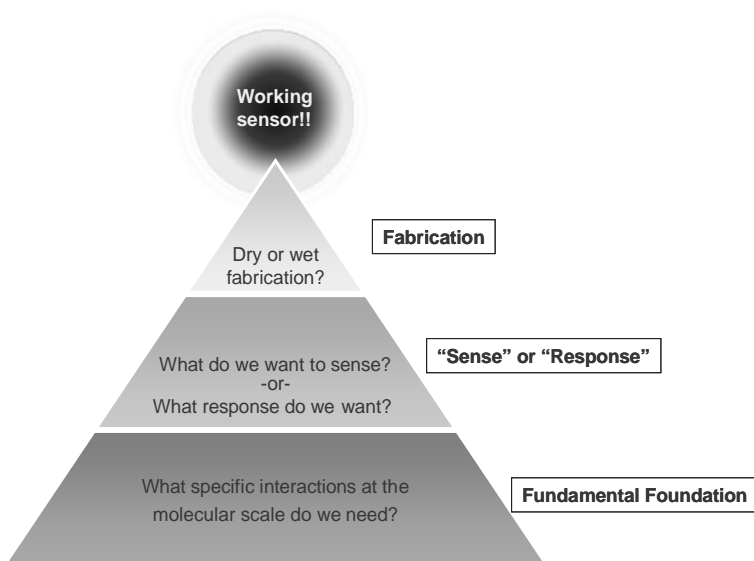 Working
sensor!!
Fabrication
Dry or wet
fabrication?
“Sense” or “Response”
What do we want to sense?
-or-
What response do we want?
What specific interactions at the
molecular scale do we need?
Fundamental Foundation